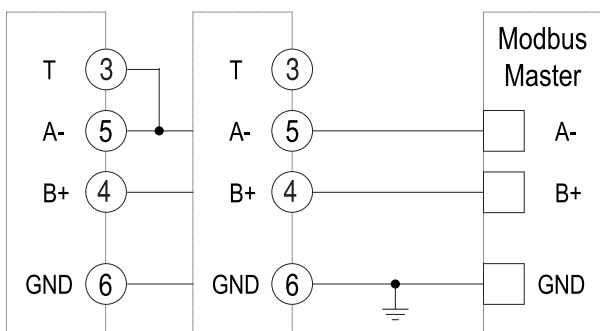 Modbus
Master
T 3 T 3
A- 5 A- 5 A-
B+ 4 B+ 4 B+
GND 6 GND 6 GND